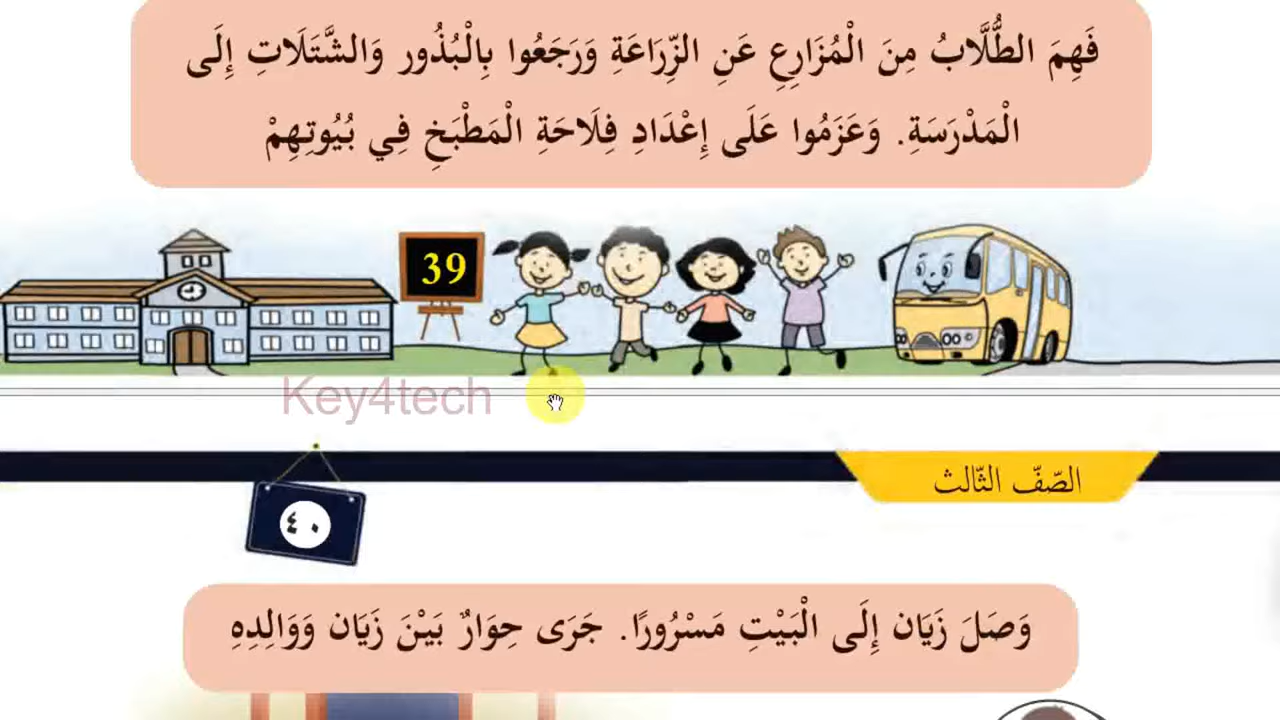 فَهِمَ الطُّلَّابُ مِنَ الْمُزَارِعِ عَنِ الزِّرَاعَةِ وَرَجَعُوا بِالْبُذُور وَالشَّتَلَاتِ إِلَى
الْمَدْرَسَةِ. وَعَزَمُوا عَلَى إِعْدَادِ فِلَاحَةِ الْمَطْبَخِ فِي بُيُوتِهِمْ
39
Key4tech
الصّفّ الثّالث
٤٠
وَصَلَ زَيَان إِلَى الْبَيْتِ مَسْرُورًا. جَرَى حِوَارٌ بَيْنَ زَيَان وَوَالِدِهِ